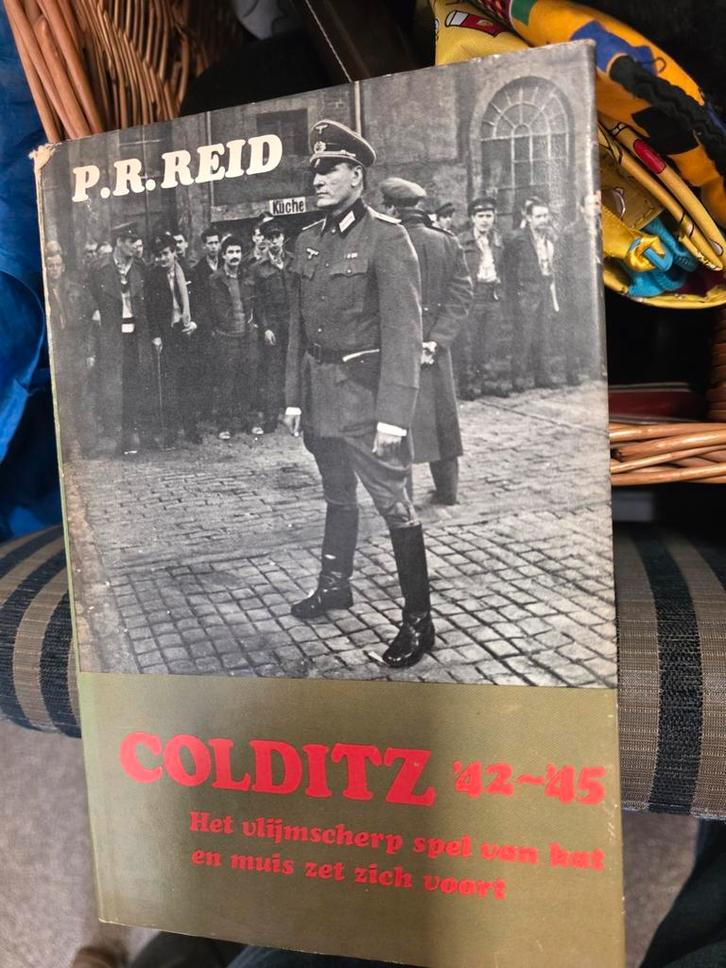 P.R. REID
Küche
COLDITZ '42~'45
Het vlijmscherp spel van kat
en muis zet zich voort